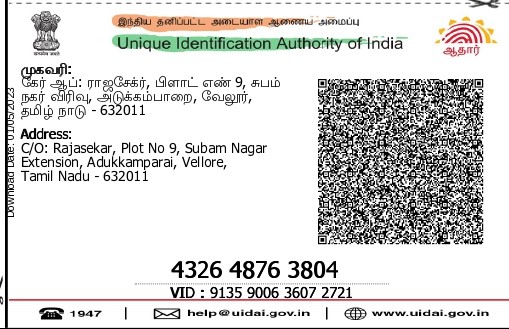 இந்திய தனிப்பட்ட அடையாள ஆணைய அமைப்பு
Unique Identification Authority of India
ஆதார்
முகவரி:
கேர் ஆப்: ராஜசேகர், பிளாட் எண் 9, சுபம்
நகர் விரிவு, அடுக்கம்பாறை, வேலூர்,
தமிழ் நாடு - 632011
Download Date: 01/05/2023
Address:
C/O: Rajasekar, Plot No 9, Subam Nagar
Extension, Adukkamparai, Vellore,
Tamil Nadu - 632011
4326 4876 3804
VID : 9135 9006 3607 2721
1947 | help@uidai.gov.in | www.uidai.gov.in